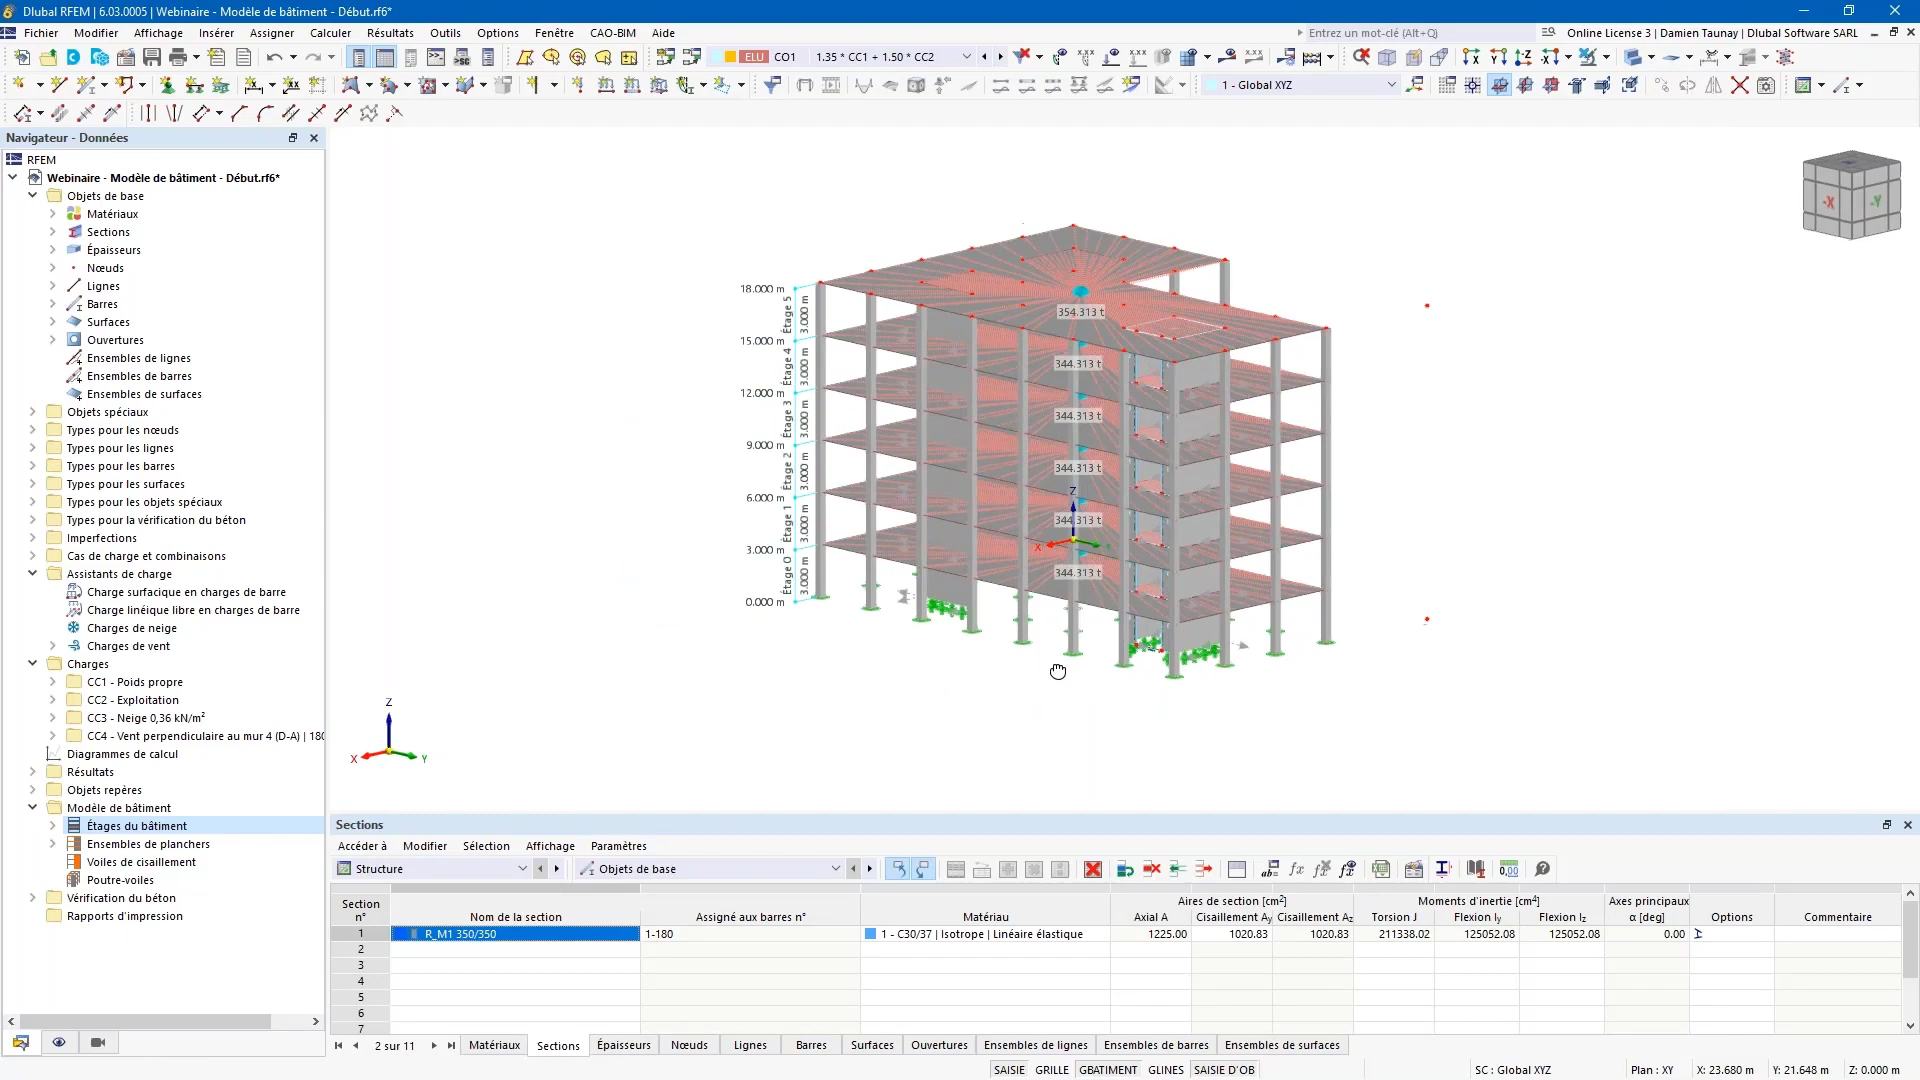 Dlubal RFEM | 6.03.0005 | Webinaire - Modèle de bâtiment - Début.rf6*
Fichier Modifier Affichage Insérer Assigner Calculer Résultats Outils Options Fenêtre CAO-BIM Aide
Entrez un mot-clé (Alt+Q)
Online License 3 | Damien Taunay | Dlubal Software SARL
ELU CO1 1.35 * CC1 + 1.50 * CC2
1 - Global XYZ
Navigateur - Données
RFEM
Webinaire - Modèle de bâtiment - Début.rf6*
Objets de base
Matériaux
Sections
Épaisseurs
Nœuds
Lignes
Barres
Surfaces
Ouvertures
Ensembles de lignes
Ensembles de barres
Ensembles de surfaces
Objets spéciaux
Types pour les nœuds
Types pour les lignes
Types pour les barres
Types pour les surfaces
Types pour les objets spéciaux
Types pour la vérification du béton
Imperfections
Cas de charge et combinaisons
Assistants de charge
Charge surfacique en charges de barre
Charge linéique libre en charges de barre
Charges de neige
Charges de vent
Charges
CC1 - Poids propre
CC2 - Exploitation
CC3 - Neige 0,36 kN/m²
CC4 - Vent perpendiculaire au mur 4 (D-A) | 180
Diagrammes de calcul
Résultats
Objets repères
Modèle de bâtiment
Étages du bâtiment
Ensembles de planchers
Voiles de cisaillement
Poutre-voiles
Vérification du béton
Rapports d'impression
18.000 m
Étage 5
3.000 m
15.000 m
Étage 4
3.000 m
12.000 m
Étage 3
3.000 m
9.000 m
Étage 2
3.000 m
6.000 m
Étage 1
3.000 m
3.000 m
Étage 0
3.000 m
0.000 m
354.313 t
344.313 t
344.313 t
344.313 t
344.313 t
344.313 t
Z
X
-X -Y
Z
X Y
Sections
Accéder à Modifier Sélection Affichage Paramètres
Structure
Objets de base
Section n° Nom de la section Assigné aux barres n° Matériau
Aires de section [cm²] Axial A Cisaillement Ay Cisaillement Az
Moments d'inertie [cm⁴] Torsion J Flexion Iy Flexion Iz
Axes principaux α [deg] Options Commentaire
1 R_M1 350/350 1-180 1 - C30/37 | Isotrope | Linéaire élastique 1225.00 1020.83 1020.83 211338.02 125052.08 125052.08 0.00
2
3
4
5
6
7
2 sur 11 Matériaux Sections Épaisseurs Nœuds Lignes Barres Surfaces Ouvertures Ensembles de lignes Ensembles de barres Ensembles de surfaces
SAISIE GRILLE GBATIMENT GLINES SAISIE D'OB SC : Global XYZ Plan : XY X: 23.680 m Y: 21.648 m Z: 0.000 m